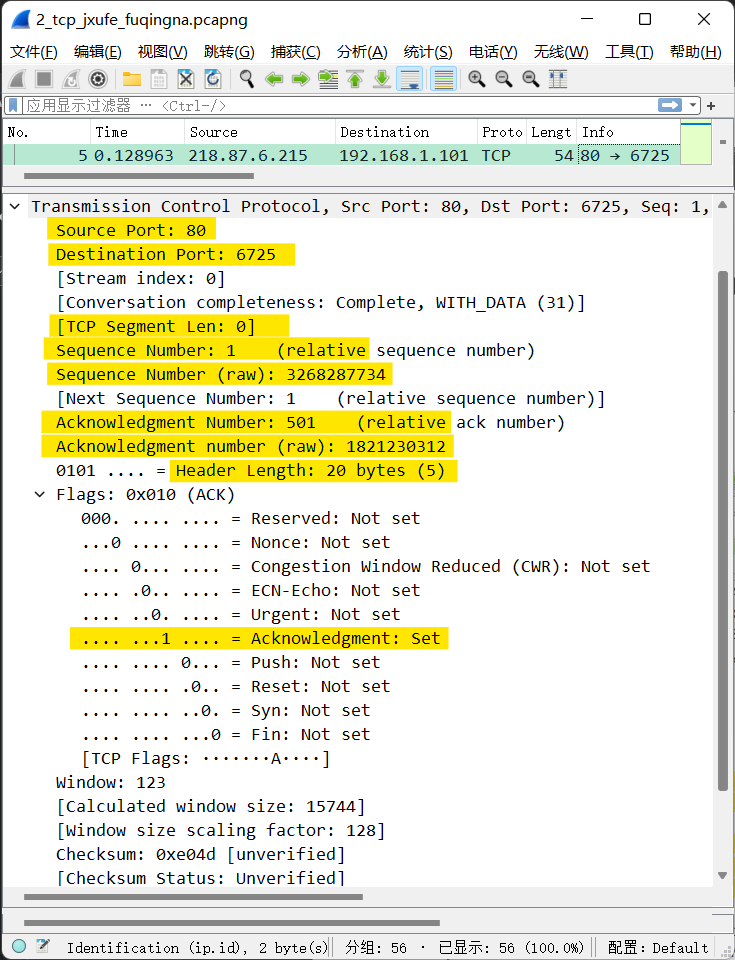 2_tcp_jxufe_fuqingna.pcapng
文件(F) 编辑(E) 视图(V) 跳转(G) 捕获(C) 分析(A) 统计(S) 电话(Y) 无线(W) 工具(T) 帮助(H)
应用显示过滤器 ··· <Ctrl-/>
No. Time Source Destination Proto Lengt Info
5 0.128963 218.87.6.215 192.168.1.101 TCP 54 80 → 6725
Transmission Control Protocol, Src Port: 80, Dst Port: 6725, Seq: 1,
Source Port: 80
Destination Port: 6725
[Stream index: 0]
[Conversation completeness: Complete, WITH_DATA (31)]
[TCP Segment Len: 0]
Sequence Number: 1 (relative sequence number)
Sequence Number (raw): 3268287734
[Next Sequence Number: 1 (relative sequence number)]
Acknowledgment Number: 501 (relative ack number)
Acknowledgment number (raw): 1821230312
0101 .... = Header Length: 20 bytes (5)
Flags: 0x010 (ACK)
000. .... .... = Reserved: Not set
...0 .... .... = Nonce: Not set
.... 0... .... = Congestion Window Reduced (CWR): Not set
.... .0.. .... = ECN-Echo: Not set
.... ..0. .... = Urgent: Not set
.... ...1 .... = Acknowledgment: Set
.... .... 0... = Push: Not set
.... .... .0.. = Reset: Not set
.... .... ..0. = Syn: Not set
.... .... ...0 = Fin: Not set
[TCP Flags: ·······A····]
Window: 123
[Calculated window size: 15744]
[Window size scaling factor: 128]
Checksum: 0xe04d [unverified]
[Checksum Status: Unverified]
Identification (ip.id), 2 byte(s) 分组: 56 · 已显示: 56 (100.0%) 配置：Default